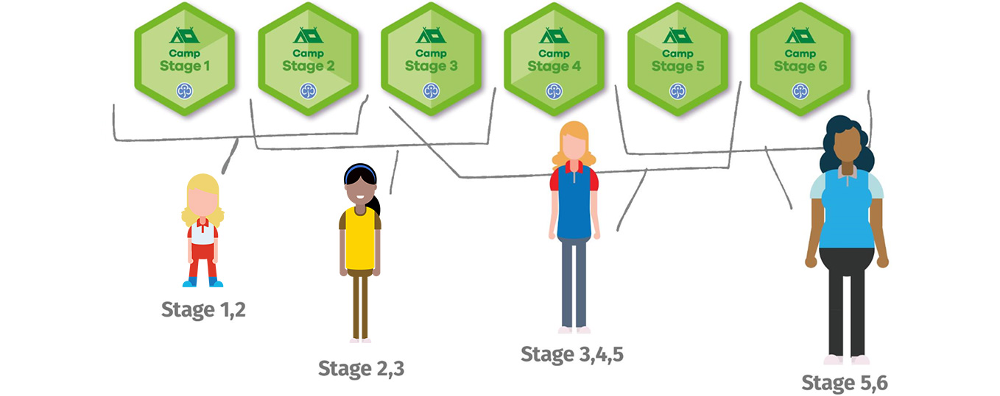 Camp
Stage 1
Camp
Stage 2
Camp
Stage 3
Camp
Stage 4
Camp
Stage 5
Camp
Stage 6
Stage 1,2
Stage 2,3
Stage 3,4,5
Stage 5,6